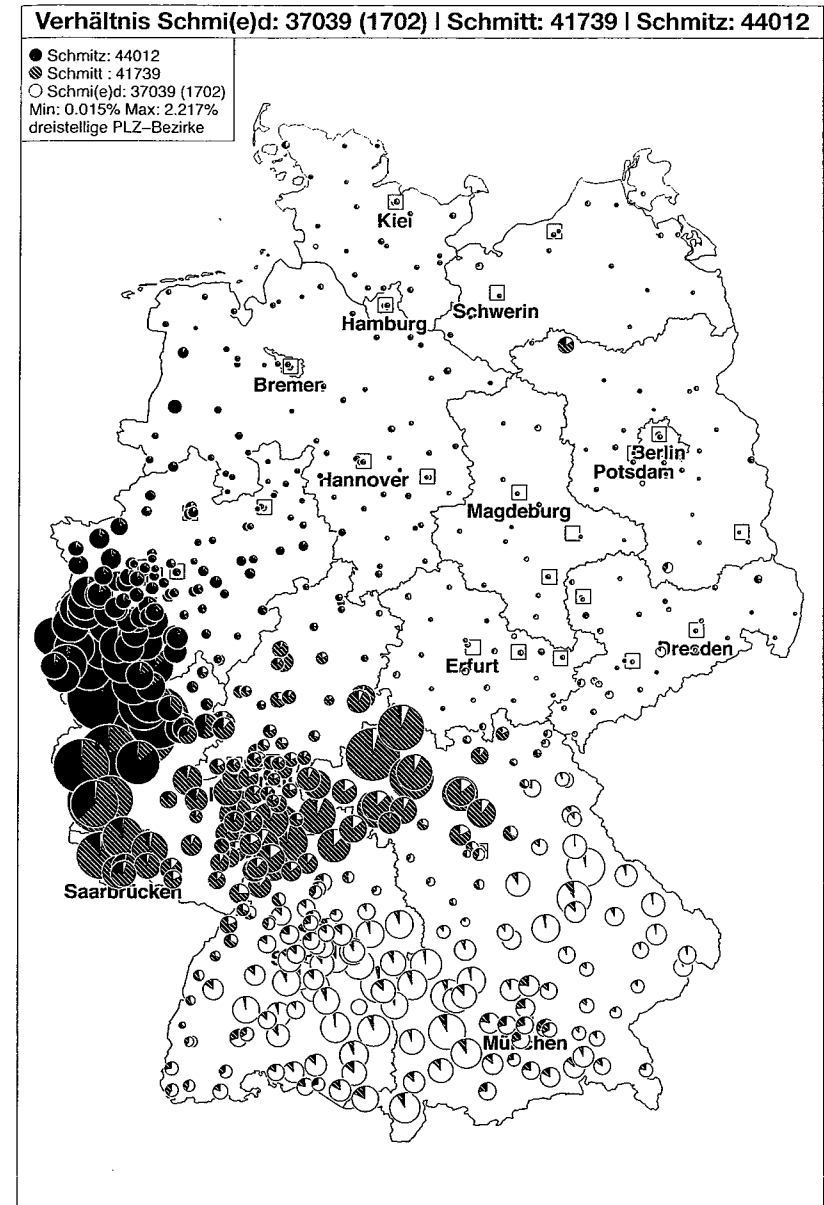 Verhältnis Schmi(e)d: 37039 (1702) | Schmitt: 41739 | Schmitz: 44012
Schmitz: 44012
Schmitt : 41739
Schmi(e)d: 37039 (1702)
Min: 0.015% Max: 2.217%
dreistellige PLZ–Bezirke
Kiel
Schwerin
Hamburg
Bremen
Berlin
Potsdam
Hannover
Magdeburg
Dresden
Erfurt
Saarbrücken
München